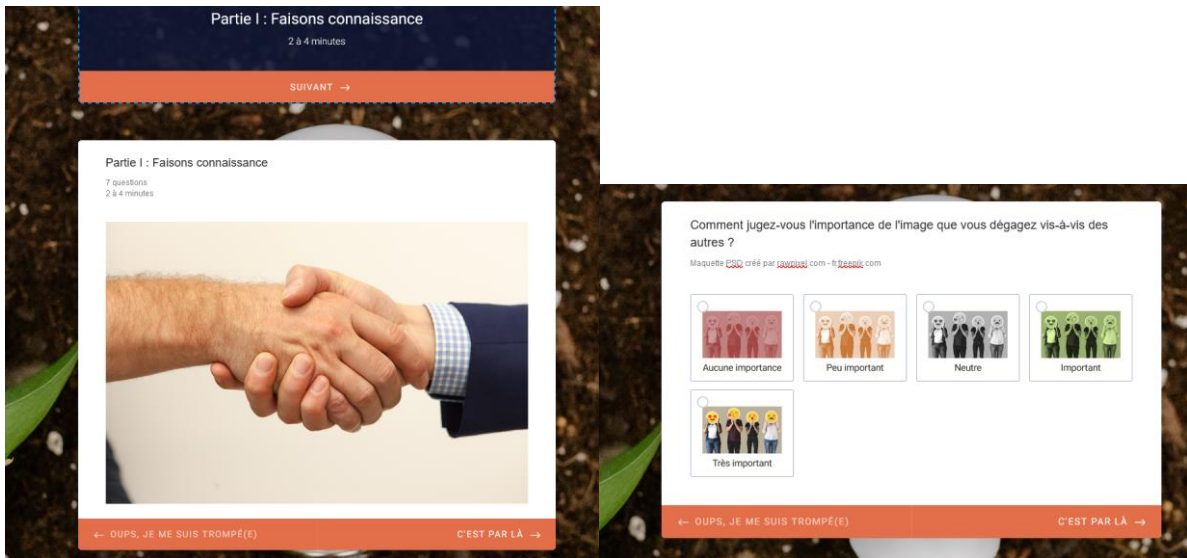 Partie I : Faisons connaissance
2 à 4 minutes
SUIVANT →
Partie I : Faisons connaissance
7 questions
2 à 4 minutes
← OUPS, JE ME SUIS TROMPÉ(E)
C'EST PAR LÀ →
Comment jugez-vous l'importance de l'image que vous dégagez vis-à-vis des
autres ?
Maquette PSD créé par rawpixel.com - fr.freepik.com
Aucune importance
Peu important
Neutre
Important
Très important
← OUPS, JE ME SUIS TROMPÉ(E)
C'EST PAR LÀ →